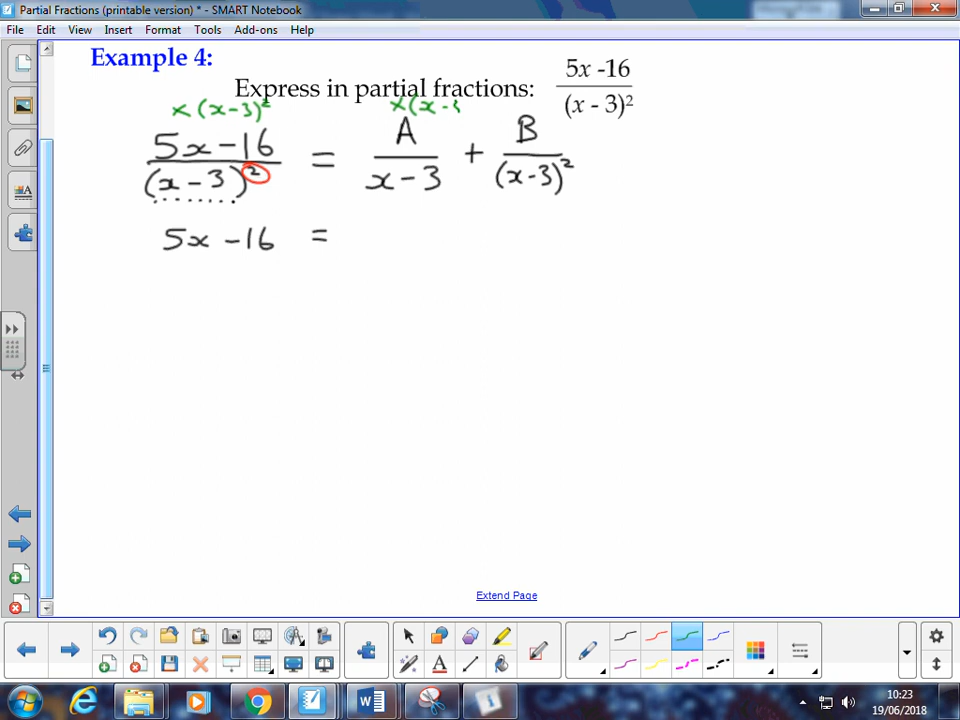 Partial Fractions (printable version) * - SMART Notebook
File Edit View Insert Format Tools Add-ons Help
Example 4:
Express in partial fractions: 5x -16
(x - 3)²
×(x-3)² ×(x-3
5x-16 = A + B
(x-3)² x-3 (x-3)²
5x -16 =
Extend Page
10:23
19/06/2018